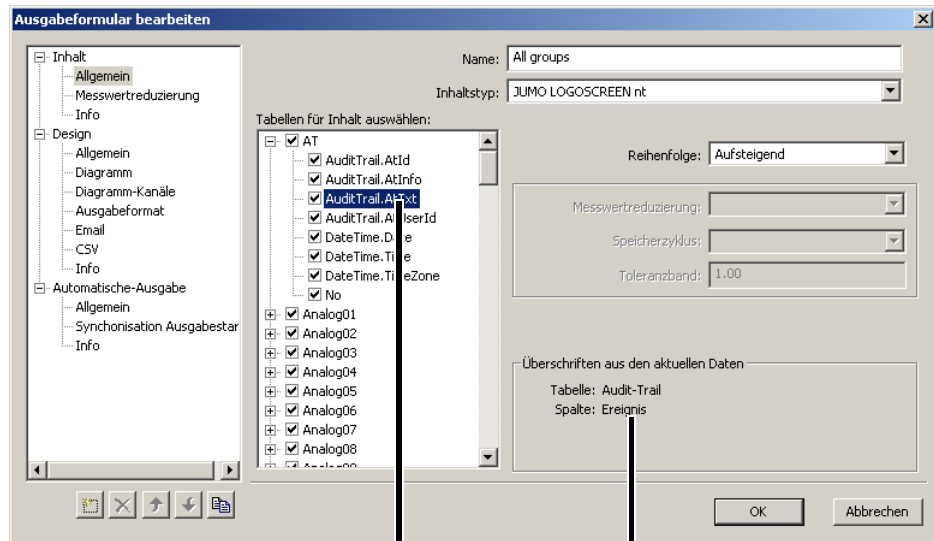 Ausgabeformular bearbeiten
Inhalt
Allgemein
Messwertreduzierung
Info
Design
Allgemein
Diagramm
Diagramm-Kanäle
Ausgabeformat
Email
CSV
Info
Automatische-Ausgabe
Allgemein
Synchonisation Ausgabestar
Info
Name: All groups
Inhaltstyp: JUMO LOGOSCREEN nt
Tabellen für Inhalt auswählen:
AT
AuditTrail.AtId
AuditTrail.AtInfo
AuditTrail.AtTxt
AuditTrail.AtUserId
DateTime.Date
DateTime.Time
DateTime.TimeZone
No
Analog01
Analog02
Analog03
Analog04
Analog05
Analog06
Analog07
Analog08
Reihenfolge: Aufsteigend
Messwertreduzierung:
Speicherzyklus:
Toleranzband: 1.00
Überschriften aus den aktuellen Daten
Tabelle: Audit-Trail
Spalte: Ereignis
OK
Abbrechen